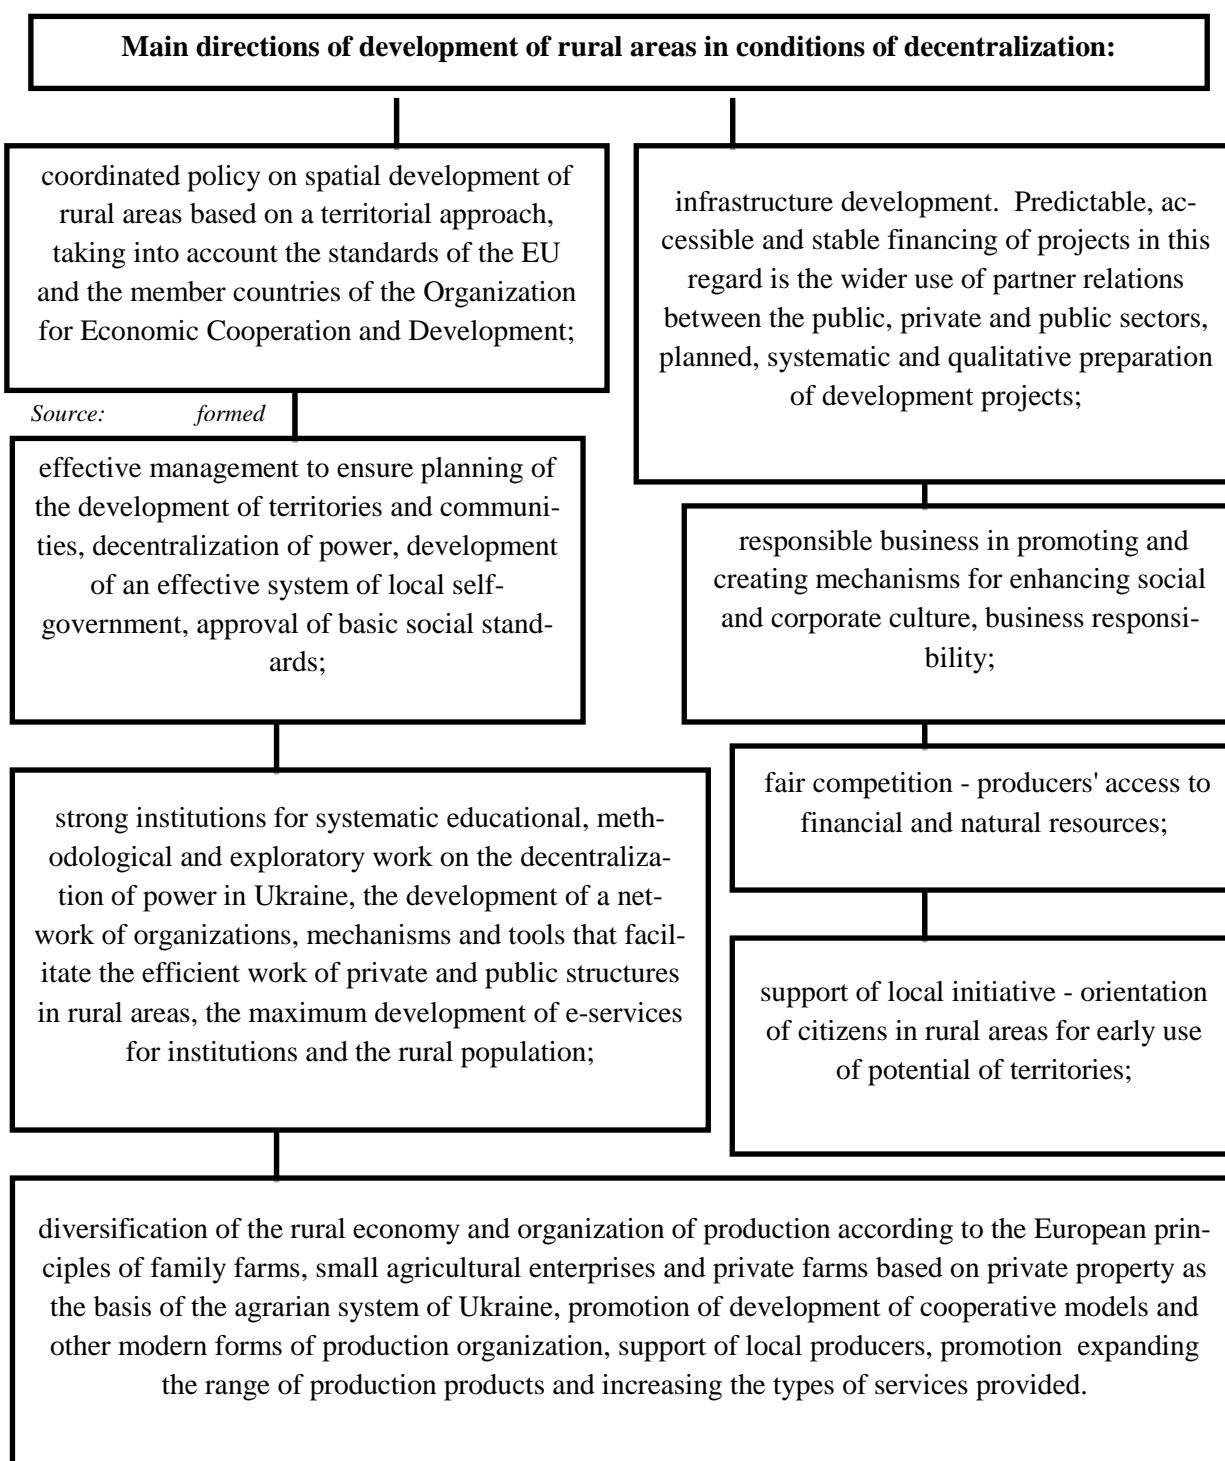 Main directions of development of rural areas in conditions of decentralization:
coordinated policy on spatial development of
rural areas based on a territorial approach,
taking into account the standards of the EU
and the member countries of the Organization
for Economic Cooperation and Development;
Source: formed
effective management to ensure planning of
the development of territories and communi-
ties, decentralization of power, development
of an effective system of local self-
government, approval of basic social stand-
ards;
strong institutions for systematic educational, meth-
odological and exploratory work on the decentraliza-
tion of power in Ukraine, the development of a net-
work of organizations, mechanisms and tools that facil-
itate the efficient work of private and public structures
in rural areas, the maximum development of e-services
for institutions and the rural population;
infrastructure development. Predictable, ac-
cessible and stable financing of projects in this
regard is the wider use of partner relations
between the public, private and public sectors,
planned, systematic and qualitative preparation
of development projects;
responsible business in promoting and
creating mechanisms for enhancing social
and corporate culture, business responsi-
bility;
fair competition - producers' access to
financial and natural resources;
support of local initiative - orientation
of citizens in rural areas for early use
of potential of territories;
diversification of the rural economy and organization of production according to the European prin-
ciples of family farms, small agricultural enterprises and private farms based on private property as
the basis of the agrarian system of Ukraine, promotion of development of cooperative models and
other modern forms of production organization, support of local producers, promotion expanding
the range of production products and increasing the types of services provided.